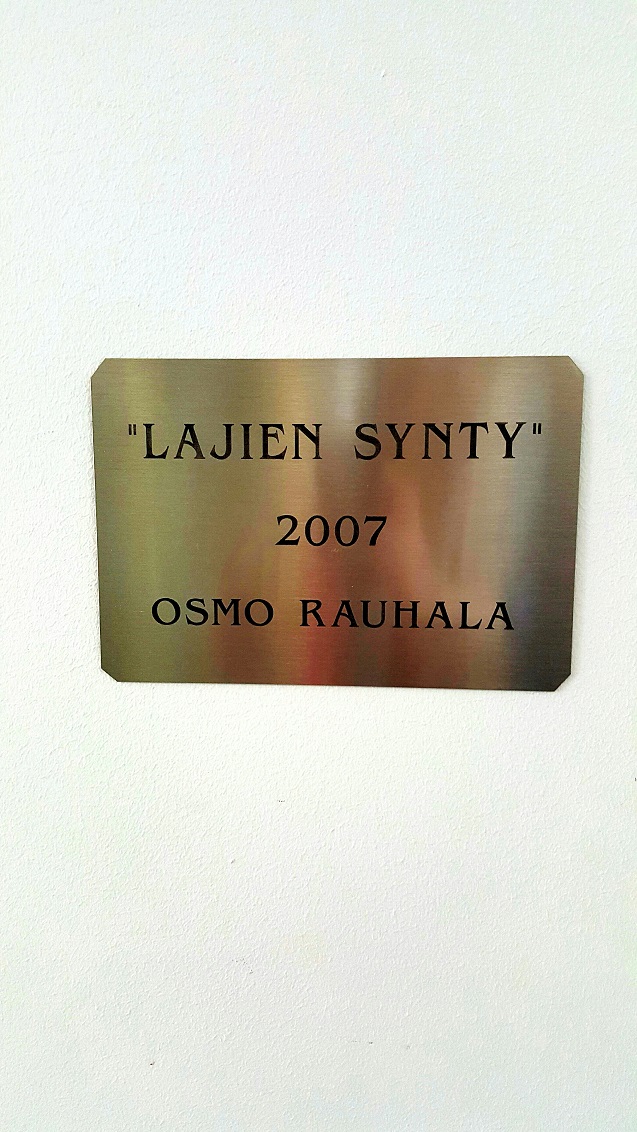 "LAJIEN SYNTY"
2007
OSMO RAUHALA